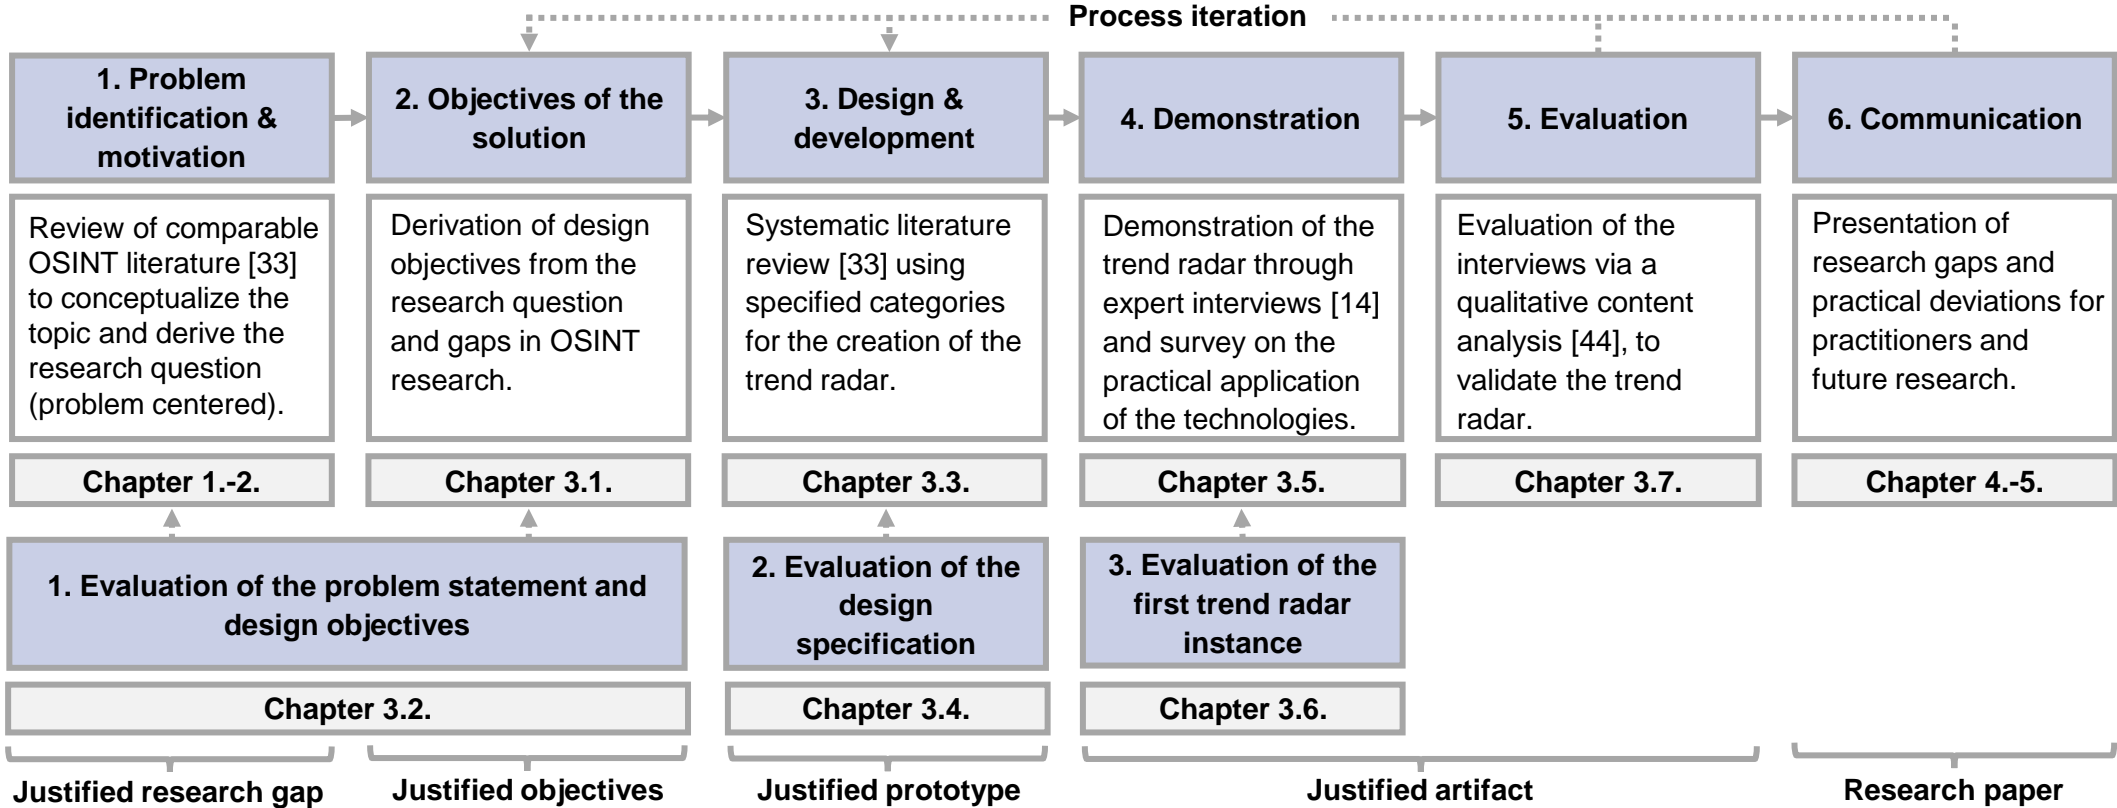 Process iteration
1. Problem
identification &
motivation
2. Objectives of the
solution
3. Design &
development
4. Demonstration
5. Evaluation
6. Communication
Review of comparable
OSINT literature [33]
to conceptualize the
topic and derive the
research question
(problem centered).
Derivation of design
objectives from the
research question
and gaps in OSINT
research.
Systematic literature
review [33] using
specified categories
for the creation of the
trend radar.
Demonstration of the
trend radar through
expert interviews [14]
and survey on the
practical application
of the technologies.
Evaluation of the
interviews via a
qualitative content
analysis [44], to
validate the trend
radar.
Presentation of
research gaps and
practical deviations for
practitioners and
future research.
Chapter 1.-2.
Chapter 3.1.
Chapter 3.3.
Chapter 3.5.
Chapter 3.7.
Chapter 4.-5.
1. Evaluation of the problem statement and
design objectives
2. Evaluation of the
design
specification
3. Evaluation of the
first trend radar
instance
Chapter 3.2.
Chapter 3.4.
Chapter 3.6.
Justified research gap
Justified objectives
Justified prototype
Justified artifact
Research paper